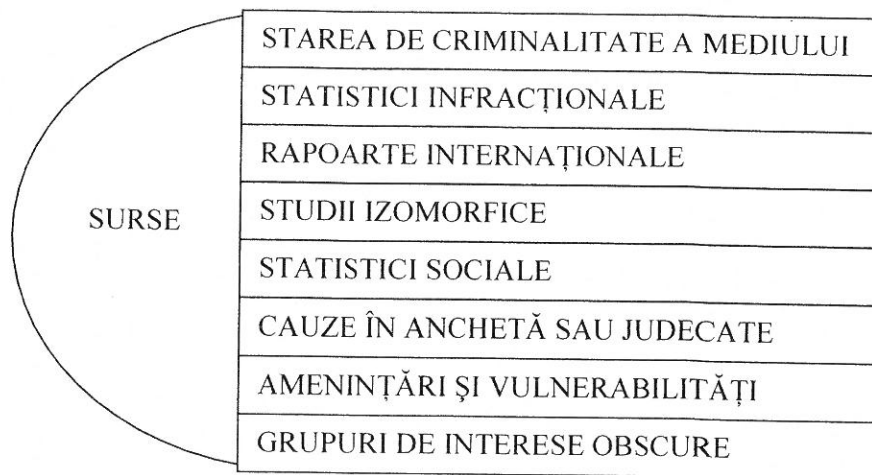 STAREA DE CRIMINALITATE A MEDIULUI
STATISTICI INFRACȚIONALE
RAPOARTE INTERNAȚIONALE
SURSE
STUDII IZOMORFICE
STATISTICI SOCIALE
CAUZE ÎN ANCHETĂ SAU JUDECATE
AMENINȚĂRI ŞI VULNERABILITĂȚI
GRUPURI DE INTERESE OBSCURE